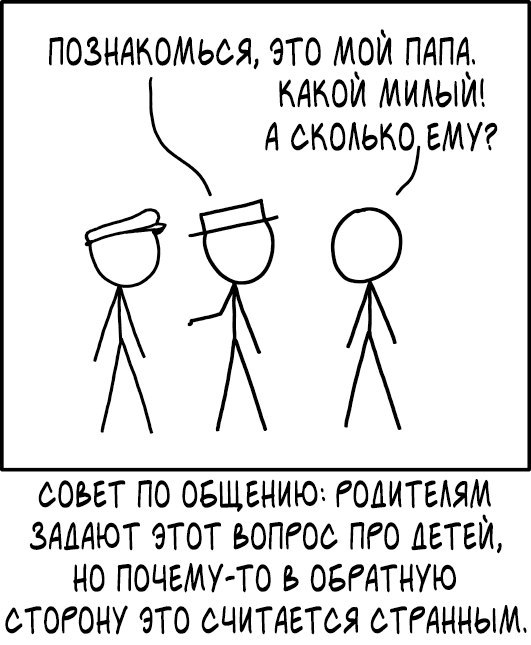 ПОЗНАКОМЬСЯ, ЭТО МОЙ ПАПА.
КАКОЙ МИЛЫЙ!
А СКОЛЬКО ЕМУ?
СОВЕТ ПО ОБЩЕНИЮ: РОДИТЕЛЯМ
ЗАДАЮТ ЭТОТ ВОПРОС ПРО ДЕТЕЙ,
НО ПОЧЕМУ-ТО В ОБРАТНУЮ
СТОРОНУ ЭТО СЧИТАЕТСЯ СТРАННЫМ.